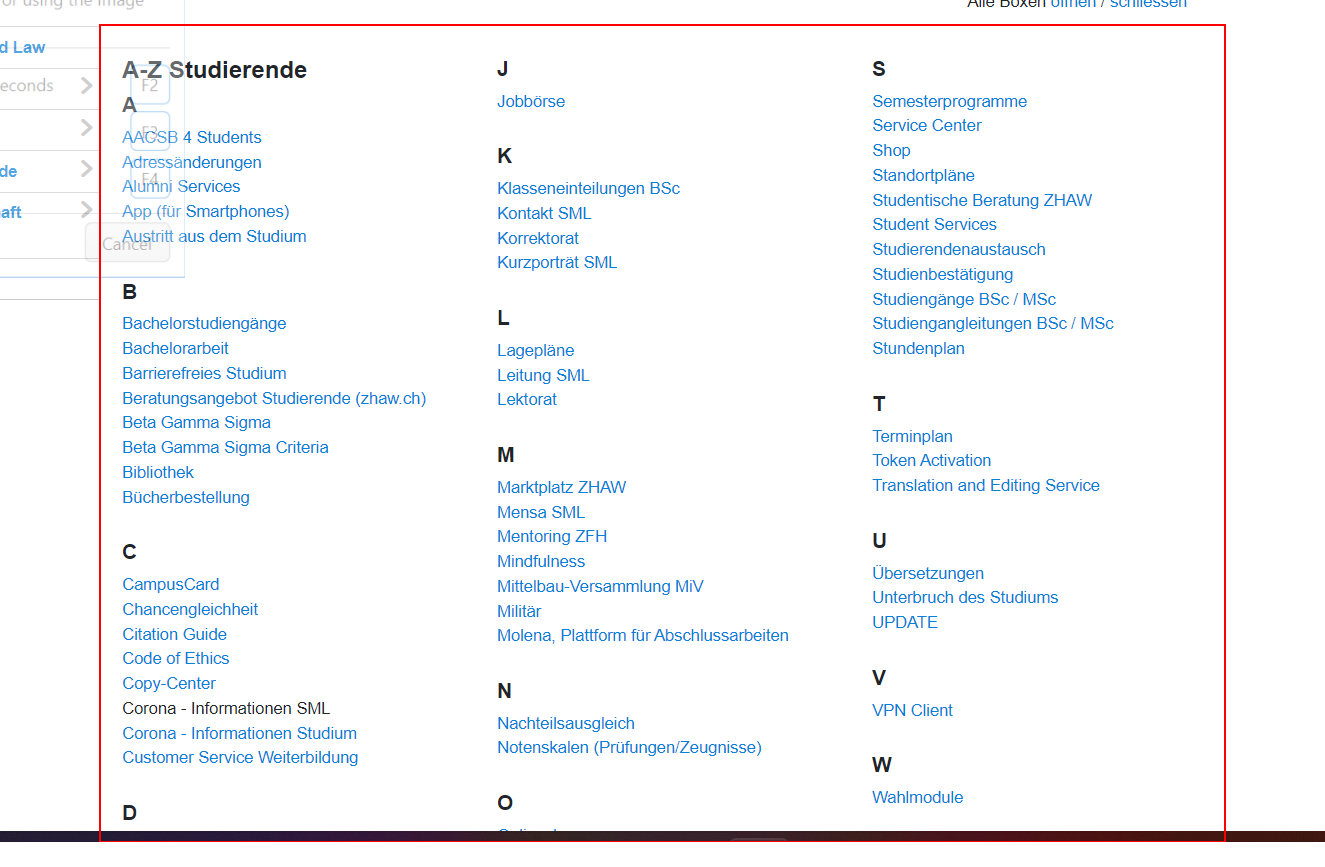 or using the image
Alle Boxen öffnen / schliessen
d Law
econds
F2
F3
de
F4
aft
Cancel
A-Z Studierende
A
AACSB 4 Students
Adressänderungen
Alumni Services
App (für Smartphones)
Austritt aus dem Studium
B
Bachelorstudiengänge
Bachelorarbeit
Barrierefreies Studium
Beratungsangebot Studierende (zhaw.ch)
Beta Gamma Sigma
Beta Gamma Sigma Criteria
Bibliothek
Bücherbestellung
C
CampusCard
Chancengleichheit
Citation Guide
Code of Ethics
Copy-Center
Corona - Informationen SML
Corona - Informationen Studium
Customer Service Weiterbildung
D
J
Jobbörse
K
Klasseneinteilungen BSc
Kontakt SML
Korrektorat
Kurzporträt SML
L
Lagepläne
Leitung SML
Lektorat
M
Marktplatz ZHAW
Mensa SML
Mentoring ZFH
Mindfulness
Mittelbau-Versammlung MiV
Militär
Molena, Plattform für Abschlussarbeiten
N
Nachteilsausgleich
Notenskalen (Prüfungen/Zeugnisse)
O
S
Semesterprogramme
Service Center
Shop
Standortpläne
Studentische Beratung ZHAW
Student Services
Studierendenaustausch
Studienbestätigung
Studiengänge BSc / MSc
Studiengangleitungen BSc / MSc
Stundenplan
T
Terminplan
Token Activation
Translation and Editing Service
U
Übersetzungen
Unterbruch des Studiums
UPDATE
V
VPN Client
W
Wahlmodule